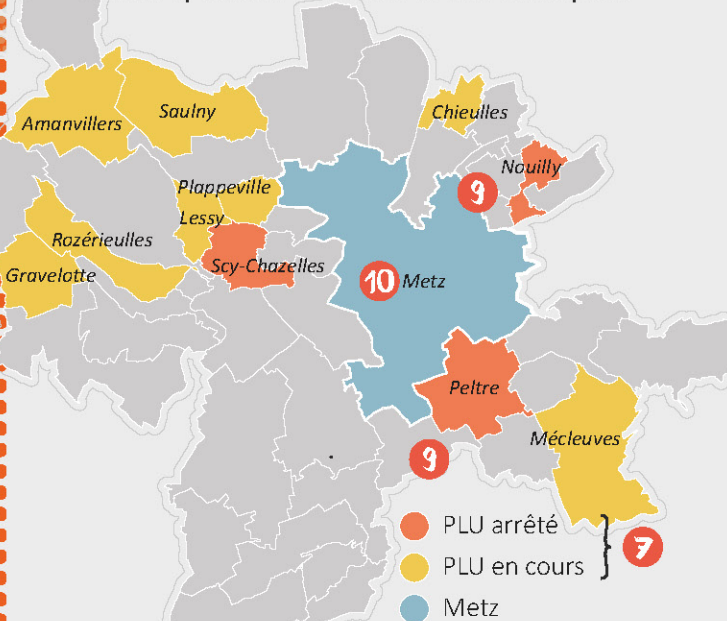 Amanvillers
Saulny
Chieulles
Nouilly
Plappeville
9
Lessy
Rozérieulles
Scy-Chazelles
Gravelotte
10 Metz
Peltre
Mécleuves
9
PLU arrêté
PLU en cours
7
Metz